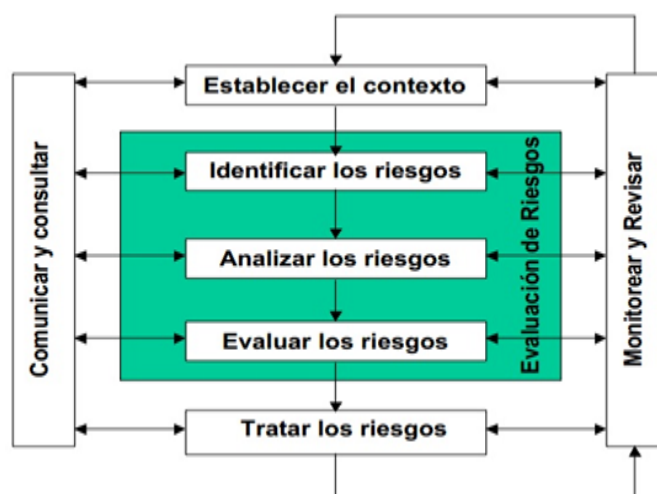 Establecer el contexto
Identificar los riesgos
Analizar los riesgos
Evaluar los riesgos
Tratar los riesgos
Comunicar y consultar
Evaluación de Riesgos
Monitorear y Revisar